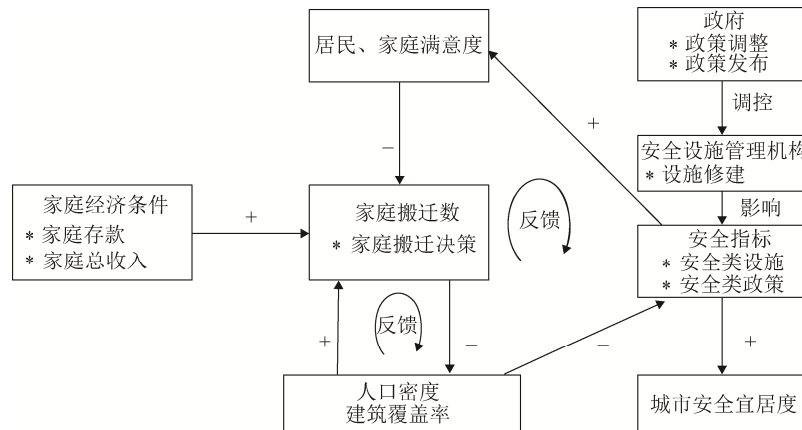 居民、家庭满意度
政府
* 政策调整
* 政策发布
调控
+
−
安全设施管理机构
* 设施修建
影响
家庭经济条件
* 家庭存款
* 家庭总收入
+
家庭搬迁数
* 家庭搬迁决策
反馈
安全指标
* 安全类设施
* 安全类政策
反馈
+
−
−
+
人口密度
建筑覆盖率
城市安全宜居度